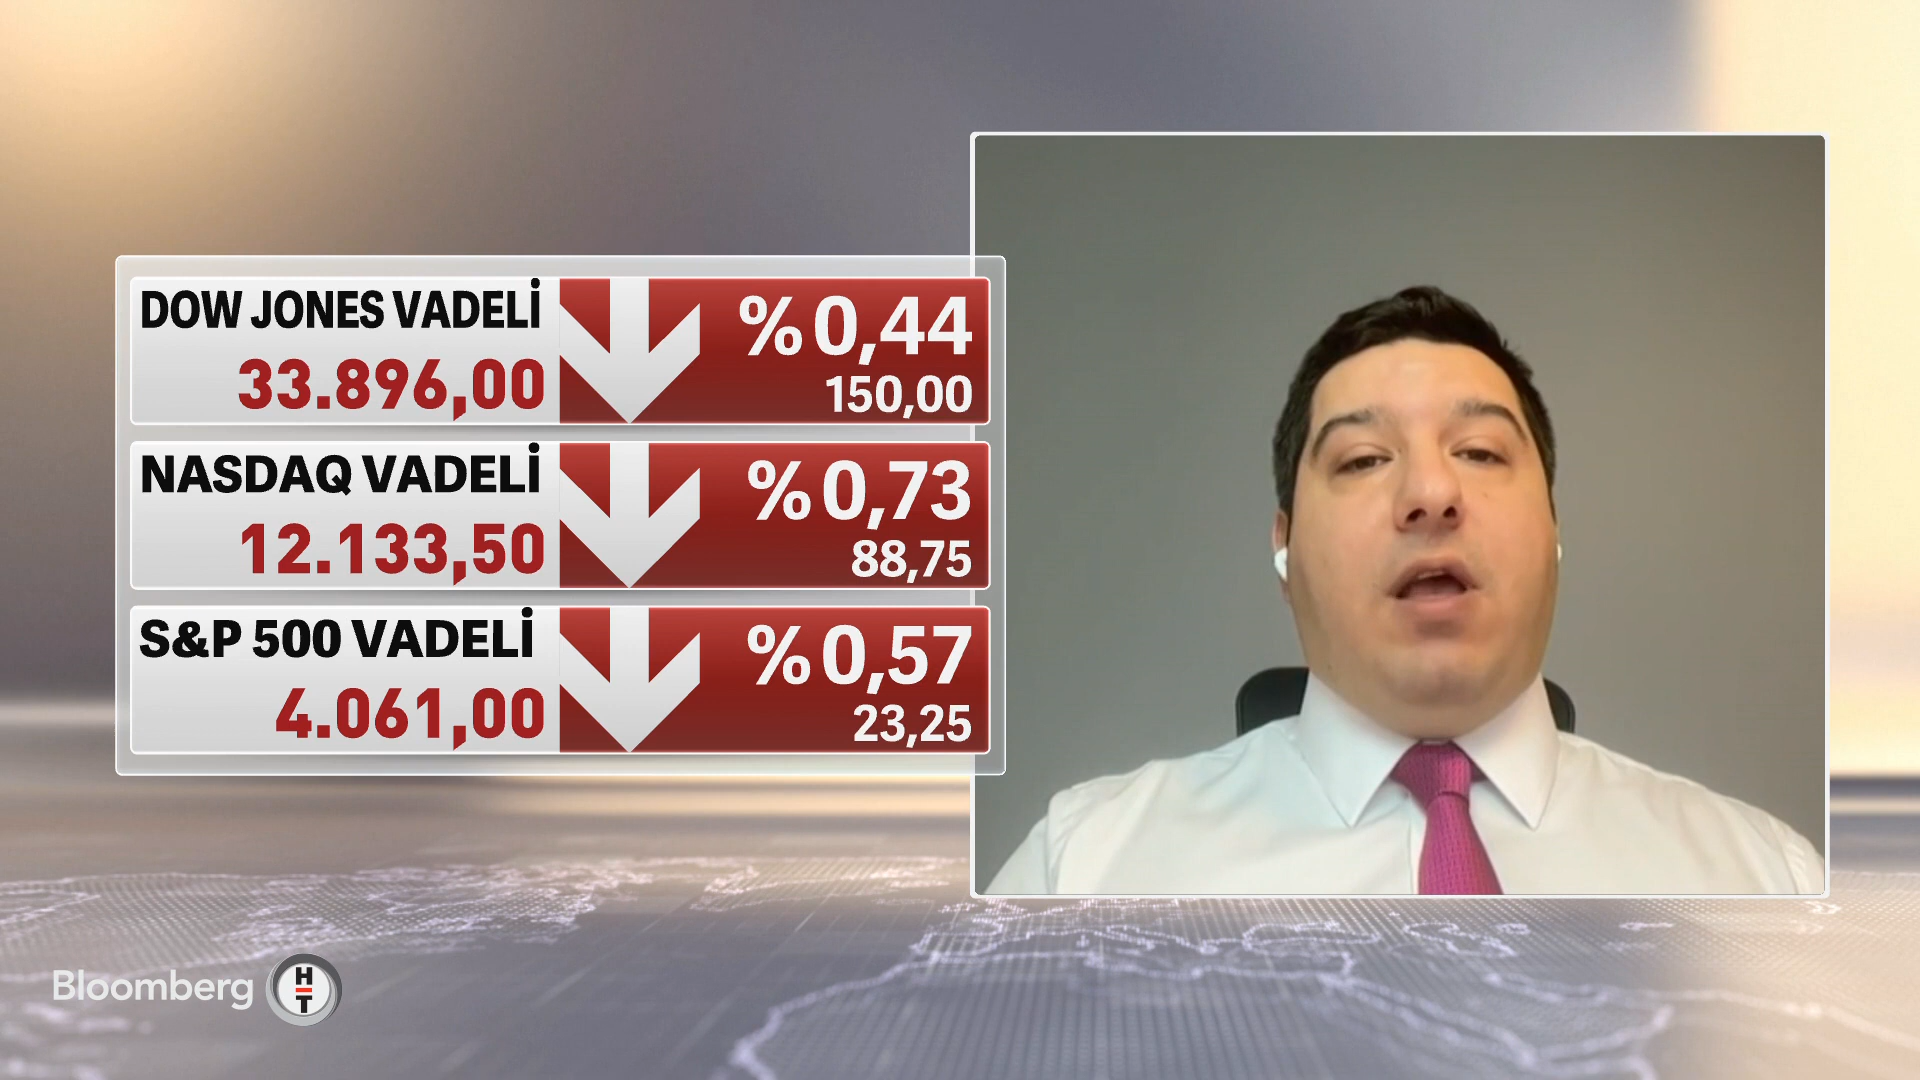 DOW JONES VADELİ
33.896,00
%0,44
150,00
NASDAQ VADELİ
12.133,50
%0,73
88,75
S&P 500 VADELİ
4.061,00
%0,57
23,25
Bloomberg HT